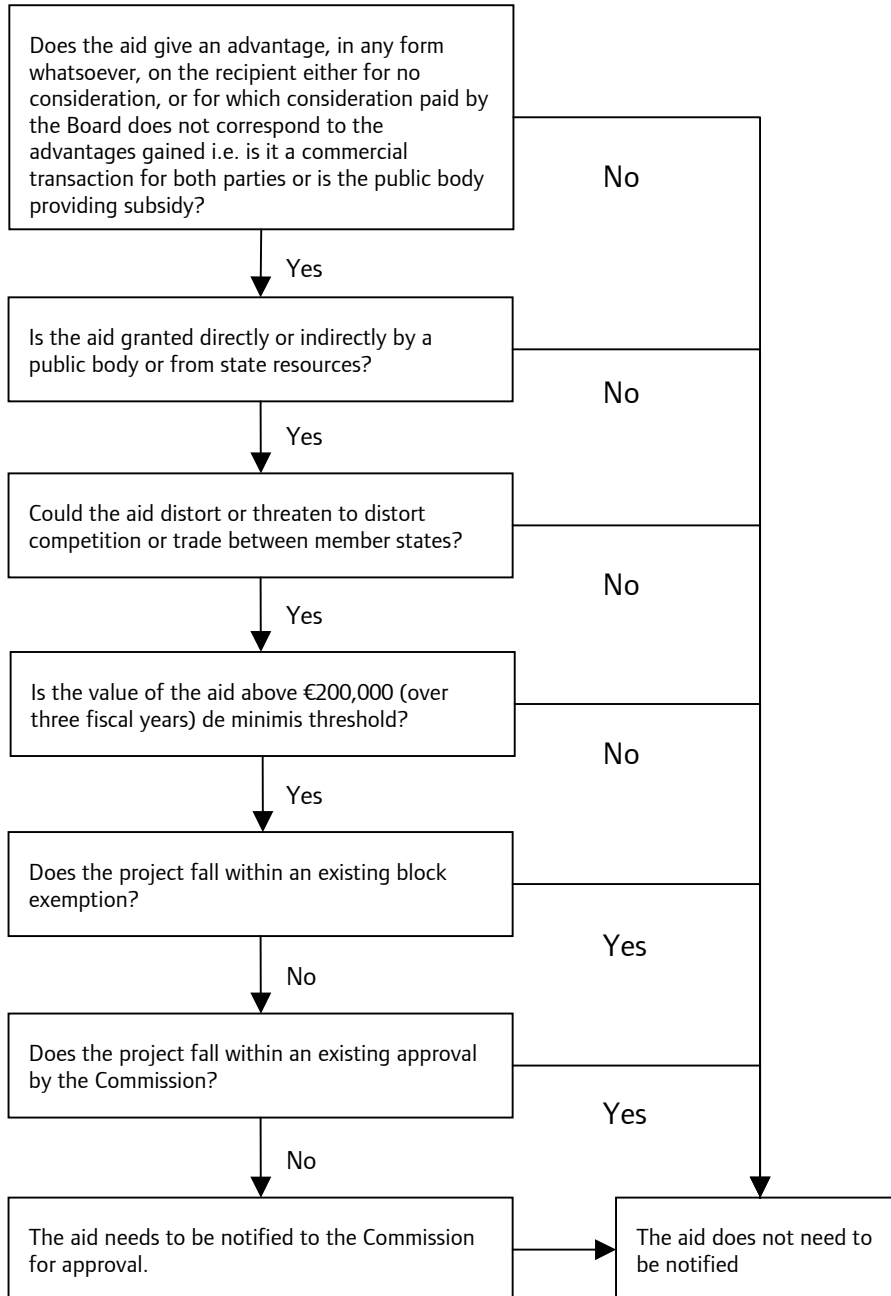 Does the aid give an advantage, in any form
whatsoever, on the recipient either for no
consideration, or for which consideration paid by
the Board does not correspond to the
advantages gained i.e. is it a commercial
transaction for both parties or is the public body
providing subsidy?
No
Yes
Is the aid granted directly or indirectly by a
public body or from state resources?
No
Yes
Could the aid distort or threaten to distort
competition or trade between member states?
No
Yes
Is the value of the aid above €200,000 (over
three fiscal years) de minimis threshold?
No
Yes
Does the project fall within an existing block
exemption?
Yes
No
Does the project fall within an existing approval
by the Commission?
Yes
No
The aid needs to be notified to the Commission
for approval.
The aid does not need to
be notified